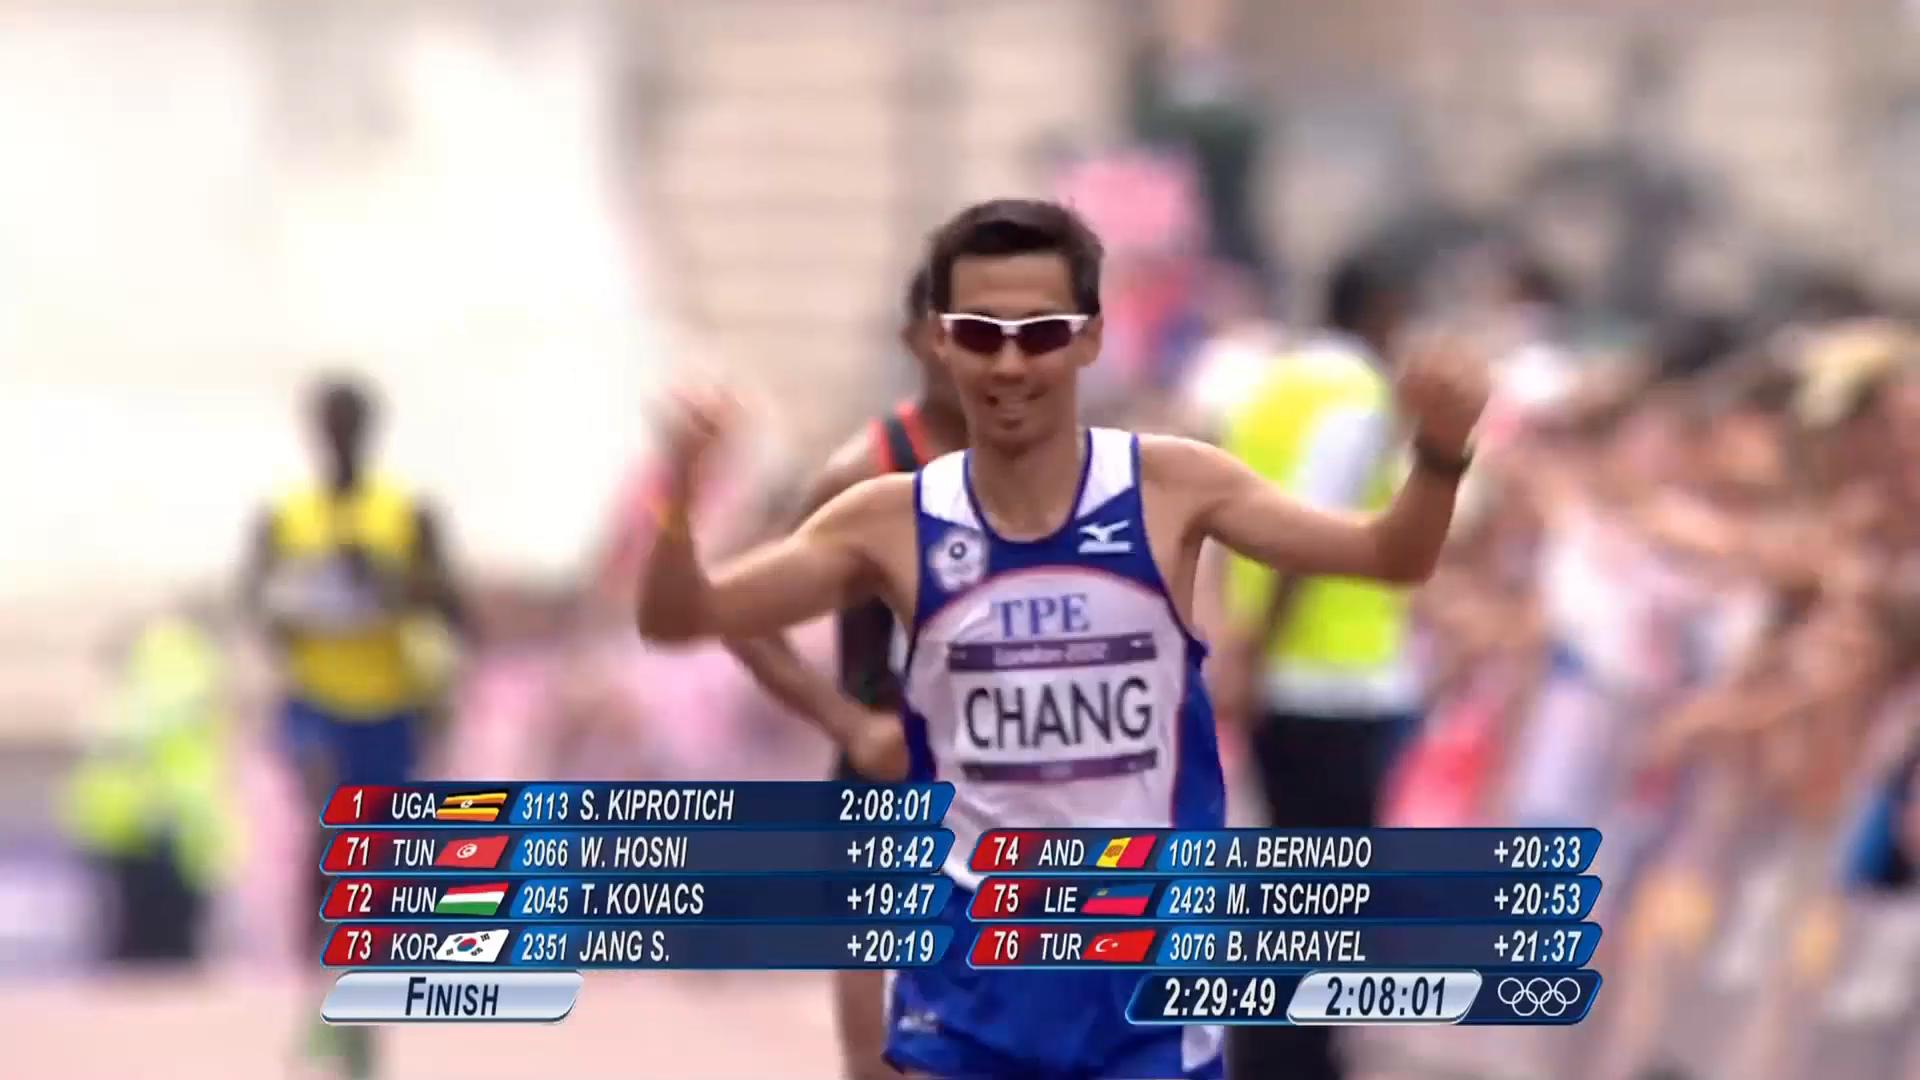 TPE
London 2012
CHANG
1 UGA 3113 S. KIPROTICH 2:08:01
71 TUN 3066 W. HOSNI +18:42
72 HUN 2045 T. KOVACS +19:47
73 KOR 2351 JANG S. +20:19
74 AND 1012 A. BERNADO +20:33
75 LIE 2423 M. TSCHOPP +20:53
76 TUR 3076 B. KARAYEL +21:37
FINISH
2:29:49 2:08:01